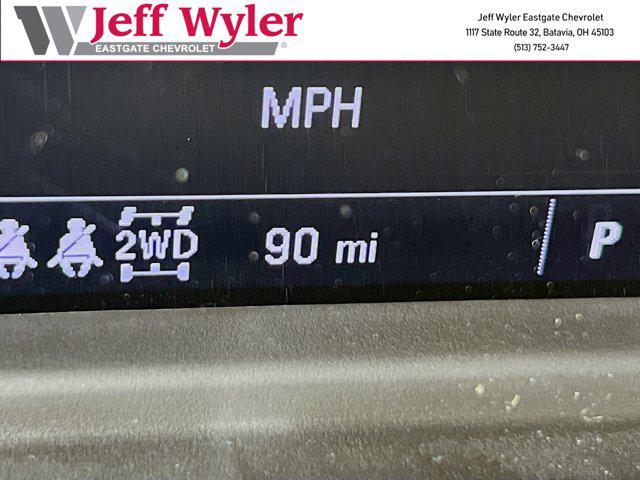 Jeff Wyler®
EASTGATE CHEVROLET
Jeff Wyler Eastgate Chevrolet
1117 State Route 32, Batavia, OH 45103
(513) 752-3447
MPH
2WD 90 mi P